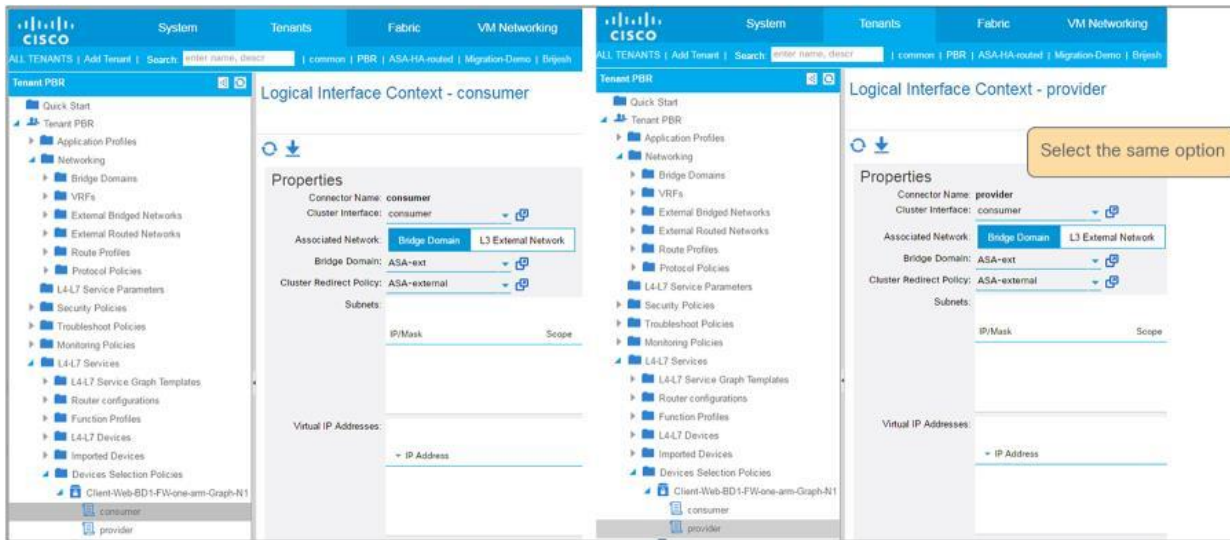 CISCO
System
Tenants
Fabric
VM Networking
ALL TENANTS | Add Tenant | Search: enter name, descr | common | PBR | ASA-HA-routed | Migration-Demo | Brijesh
Tenant PBR
Quick Start
Tenant PBR
Application Profiles
Networking
Bridge Domains
VRFs
External Bridged Networks
External Routed Networks
Route Profiles
Protocol Policies
L4-L7 Service Parameters
Security Policies
Troubleshoot Policies
Monitoring Policies
L4-L7 Services
L4-L7 Service Graph Templates
Router configurations
Function Profiles
L4-L7 Devices
Imported Devices
Devices Selection Policies
Client-Web-BD1-FW-one-arm-Graph-N1
consumer
provider
Logical Interface Context - consumer
Properties
Connector Name: consumer
Cluster Interface: consumer
Associated Network: Bridge Domain L3 External Network
Bridge Domain: ASA-ext
Cluster Redirect Policy: ASA-external
Subnets:
IP/Mask Scope
Virtual IP Addresses:
IP Address
CISCO
System
Tenants
Fabric
VM Networking
ALL TENANTS | Add Tenant | Search: enter name, descr | common | PBR | ASA-HA-routed | Migration-Demo | Brijesh
Tenant PBR
Quick Start
Tenant PBR
Application Profiles
Networking
Bridge Domains
VRFs
External Bridged Networks
External Routed Networks
Route Profiles
Protocol Policies
L4-L7 Service Parameters
Security Policies
Troubleshoot Policies
Monitoring Policies
L4-L7 Services
L4-L7 Service Graph Templates
Router configurations
Function Profiles
L4-L7 Devices
Imported Devices
Devices Selection Policies
Client-Web-BD1-FW-one-arm-Graph-N1
consumer
provider
Logical Interface Context - provider
Select the same option
Properties
Connector Name: provider
Cluster Interface: consumer
Associated Network: Bridge Domain L3 External Network
Bridge Domain: ASA-ext
Cluster Redirect Policy: ASA-external
Subnets:
IP/Mask Scope
Virtual IP Addresses:
IP Address